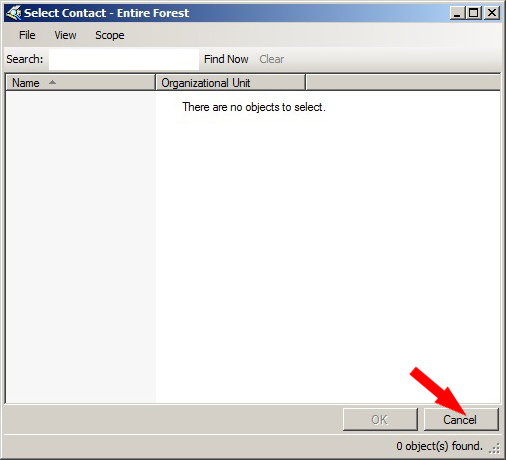 Select Contact - Entire Forest
File View Scope
Search: Find Now Clear
Name Organizational Unit
There are no objects to select.
OK Cancel
0 object(s) found.